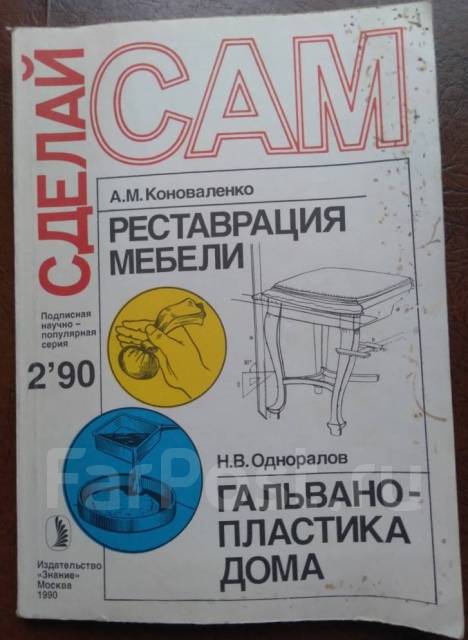 СДЕЛАЙ
САМ
А.М. Коноваленко
РЕСТАВРАЦИЯ
МЕБЕЛИ
Подписная
научно –
популярная
серия
2'90
Н.В. Одноралов
ГАЛЬВАНО-
ПЛАСТИКА
ДОМА
Издательство
«Знание»
Москва
1990
FarPost.ru